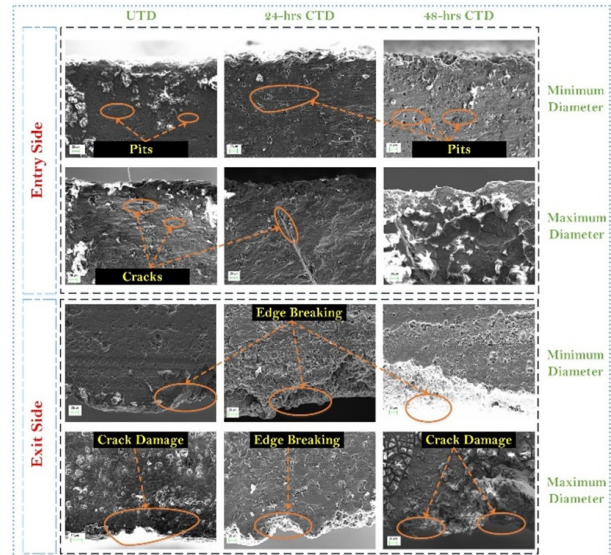 UTD
24-hrs CTD
48-hrs CTD
Entry Side
Minimum
Diameter
Pits
Pits
Maximum
Diameter
Cracks
Exit Side
Edge Breaking
Minimum
Diameter
Crack Damage
Edge Breaking
Crack Damage
Maximum
Diameter